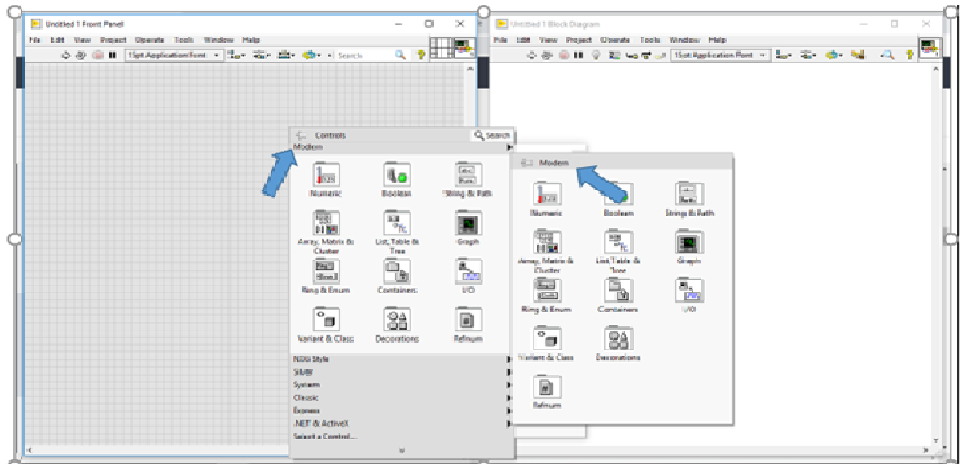 Untitled 1 Front Panel
File Edit View Project Operate Tools Window Help
15pt Application Font
Search
Untitled 1 Block Diagram
File Edit View Project Operate Tools Window Help
15pt Application Font
Controls
Search
Modern
Numeric
Boolean
String & Path
Array, Matrix &
Cluster
List, Table &
Tree
Graph
Ring & Enum
Containers
I/O
Variant & Class
Decorations
Refnum
NXG Style
Silver
System
Classic
Express
.NET & ActiveX
Select a Control...
Modern
Numeric
Boolean
String & Path
Array, Matrix &
Cluster
List, Table &
Tree
Graph
Ring & Enum
Containers
I/O
Variant & Class
Decorations
Refnum